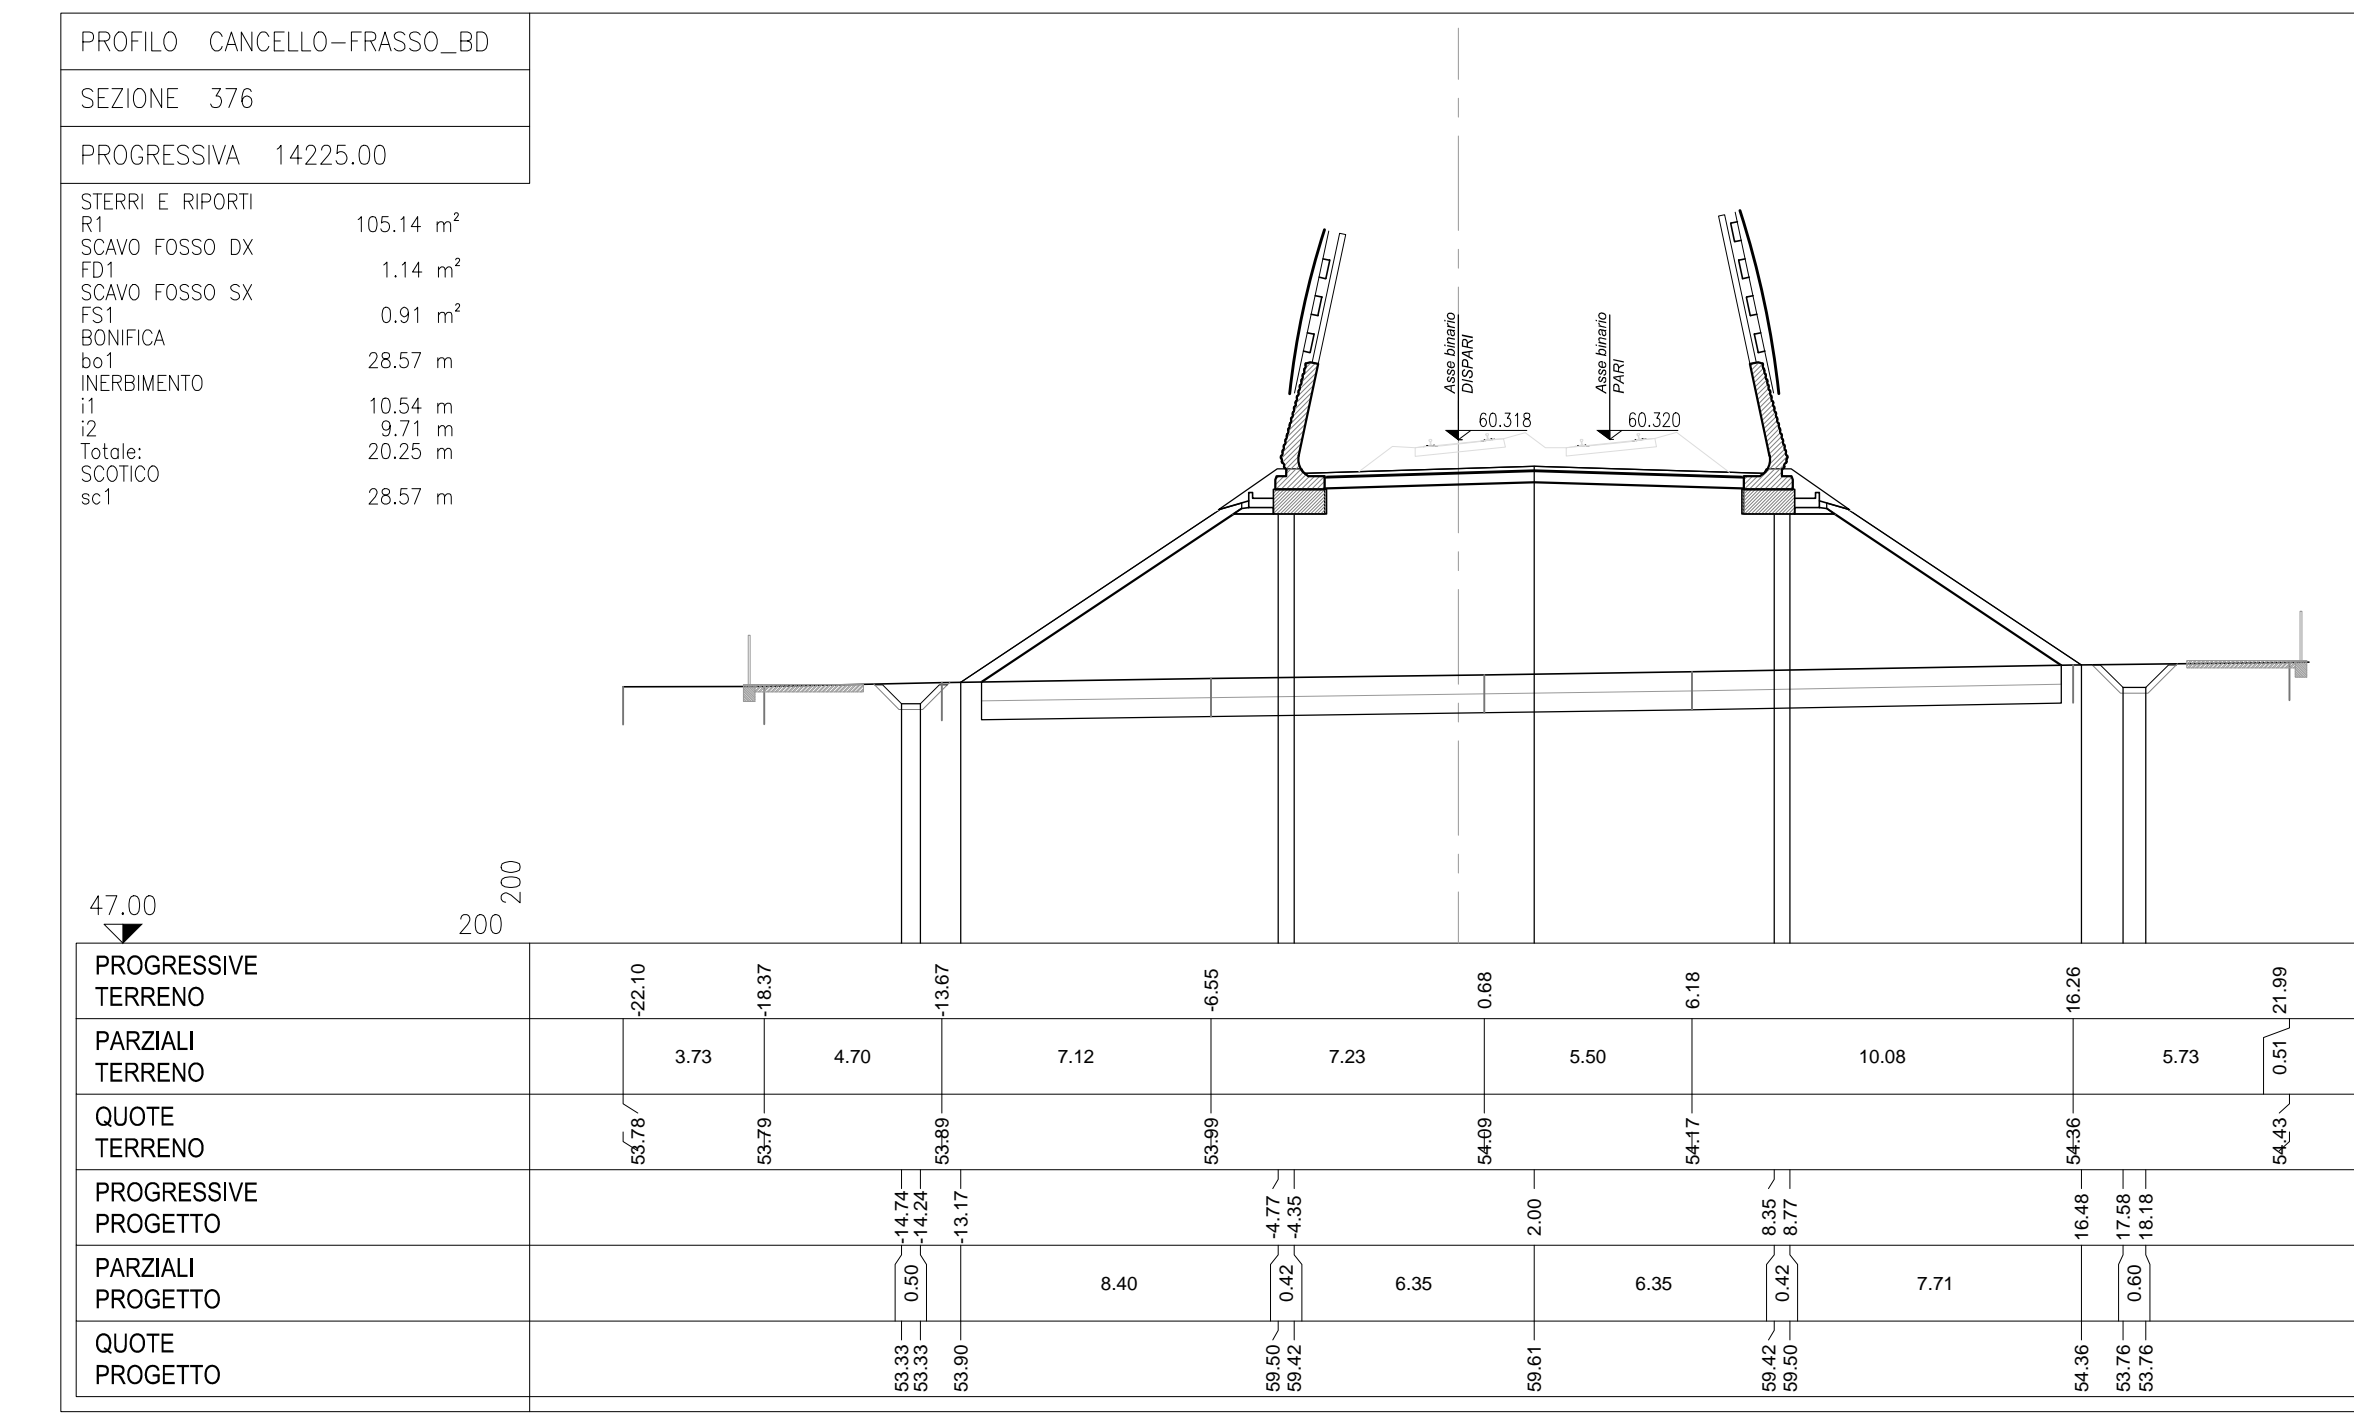 PROFILO CANCELLO-FRASSO_BD
SEZIONE 376
PROGRESSIVA 14225.00
STERRI E RIPORTI
R1 105.14 m²
SCAVO FOSSO DX
FD1 1.14 m²
SCAVO FOSSO SX
FS1 0.91 m²
BONIFICA
bo1 28.57 m
INERBIMENTO
i1 10.54 m
i2 9.71 m
Totale: 20.25 m
SCOTICO
sc1 28.57 m
Asse binario
DISPARI
60.318
Asse binario
PARI
60.320
47.00
200
200
PROGRESSIVE
TERRENO
-22.10 -18.37 -13.67 -6.55 0.68 6.18 16.26 21.99
PARZIALI
TERRENO
3.73 4.70 7.12 7.23 5.50 10.08 5.73 0.51
QUOTE
TERRENO
53.78 53.79 53.89 53.99 54.09 54.17 54.36 54.43
PROGRESSIVE
PROGETTO
-14.74 -14.24 -13.17 -4.77 -4.35 2.00 8.35 8.77 16.48 17.58 18.18
PARZIALI
PROGETTO
0.50 8.40 0.42 6.35 6.35 0.42 7.71 0.60
QUOTE
PROGETTO
53.33 53.33 53.90 59.50 59.42 59.61 59.42 59.50 54.36 53.76 53.76